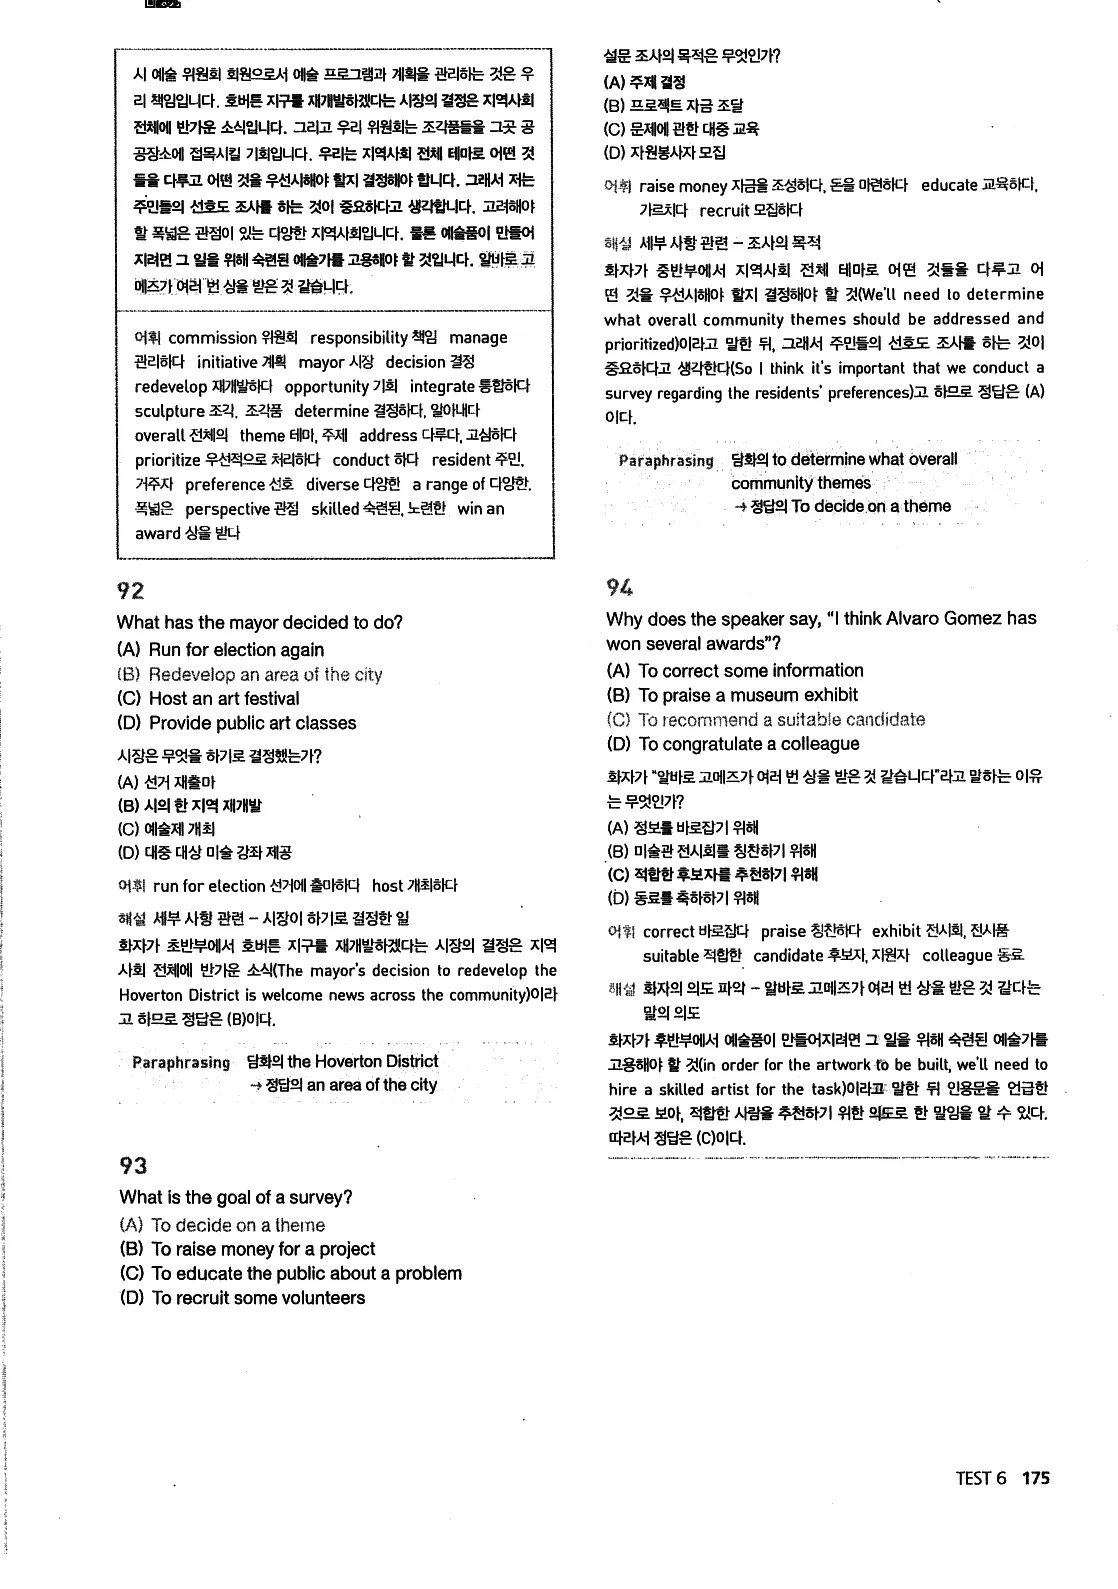 시 예술 위원회 회원으로서 예술 프로그램과 계획을 관리하는 것은 우
리 책임입니다. 호버튼 지구를 재개발하겠다는 시장의 결정은 지역사회
전체에 반가운 소식입니다. 그리고 우리 위원회는 조각품들을 그곳 공
공장소에 접목시킬 기회입니다. 우리는 지역사회 전체 테마로 어떤 것
들을 다루고 어떤 것을 우선시해야 할지 결정해야 합니다. 그래서 저는
주민들의 선호도 조사를 하는 것이 중요하다고 생각합니다. 고려해야
할 폭넓은 관점이 있는 다양한 지역사회입니다. 물론 예술품이 만들어
지려면 그 일을 위해 숙련된 예술가를 고용해야 할 것입니다. 알바로 고
메즈가 여러 번 상을 받은 것 같습니다.
어휘 commission 위원회 responsibility 책임 manage
관리하다 initiative 계획 mayor 시장 decision 결정
redevelop 재개발하다 opportunity 기회 integrate 통합하다
sculpture 조각, 조각품 determine 결정하다, 알아내다
overall 전체의 theme 테마, 주제 address 다루다, 고심하다
prioritize 우선적으로 처리하다 conduct 하다 resident 주민,
거주자 preference 선호 diverse 다양한 a range of 다양한,
폭넓은 perspective 관점 skilled 숙련된, 노련한 win an
award 상을 받다
92
What has the mayor decided to do?
(A) Run for election again
(B) Redevelop an area of the city
(C) Host an art festival
(D) Provide public art classes
시장은 무엇을 하기로 결정했는가?
(A) 선거 재출마
(B) 시의 한 지역 재개발
(C) 예술제 개최
(D) 대중 대상 미술 강좌 제공
어휘 run for election 선거에 출마하다 host 개최하다
해설 세부 사항 관련 – 시장이 하기로 결정한 일
화자가 초반부에서 호버튼 지구를 재개발하겠다는 시장의 결정은 지역
사회 전체에 반가운 소식(The mayor's decision to redevelop the
Hoverton District is welcome news across the community)이라
고 하므로 정답은 (B)이다.
Paraphrasing 담화의 the Hoverton District
→ 정답의 an area of the city
93
What is the goal of a survey?
(A) To decide on a theme
(B) To raise money for a project
(C) To educate the public about a problem
(D) To recruit some volunteers
설문 조사의 목적은 무엇인가?
(A) 주제 결정
(B) 프로젝트 자금 조달
(C) 문제에 관한 대중 교육
(D) 자원봉사자 모집
어휘 raise money 자금을 조성하다, 돈을 마련하다 educate 교육하다,
가르치다 recruit 모집하다
해설 세부 사항 관련 – 조사의 목적
화자가 중반부에서 지역사회 전체 테마로 어떤 것들을 다루고 어
떤 것을 우선시해야 할지 결정해야 할 것(We'll need to determine
what overall community themes should be addressed and
prioritized)이라고 말한 뒤, 그래서 주민들의 선호도 조사를 하는 것이
중요하다고 생각한다(So I think it's important that we conduct a
survey regarding the residents' preferences)고 하므로 정답은 (A)
이다.
Paraphrasing 담화의 to determine what overall
community themes
→ 정답의 To decide on a theme
94
Why does the speaker say, "I think Alvaro Gomez has
won several awards"?
(A) To correct some information
(B) To praise a museum exhibit
(C) To recommend a suitable candidate
(D) To congratulate a colleague
화자가 "알바로 고메즈가 여러 번 상을 받은 것 같습니다"라고 말하는 이유
는 무엇인가?
(A) 정보를 바로잡기 위해
(B) 미술관 전시회를 칭찬하기 위해
(C) 적합한 후보자를 추천하기 위해
(D) 동료를 축하하기 위해
어휘 correct 바로잡다 praise 칭찬하다 exhibit 전시회, 전시품
suitable 적합한 candidate 후보자, 지원자 colleague 동료
해설 화자의 의도 파악 – 알바로 고메즈가 여러 번 상을 받은 것 같다는
말의 의도
화자가 후반부에서 예술품이 만들어지려면 그 일을 위해 숙련된 예술가를
고용해야 할 것(in order for the artwork to be built, we'll need to
hire a skilled artist for the task)이라고 말한 뒤 인용문을 언급한
것으로 보아, 적합한 사람을 추천하기 위한 의도로 한 말임을 알 수 있다.
따라서 정답은 (C)이다.
TEST 6 175